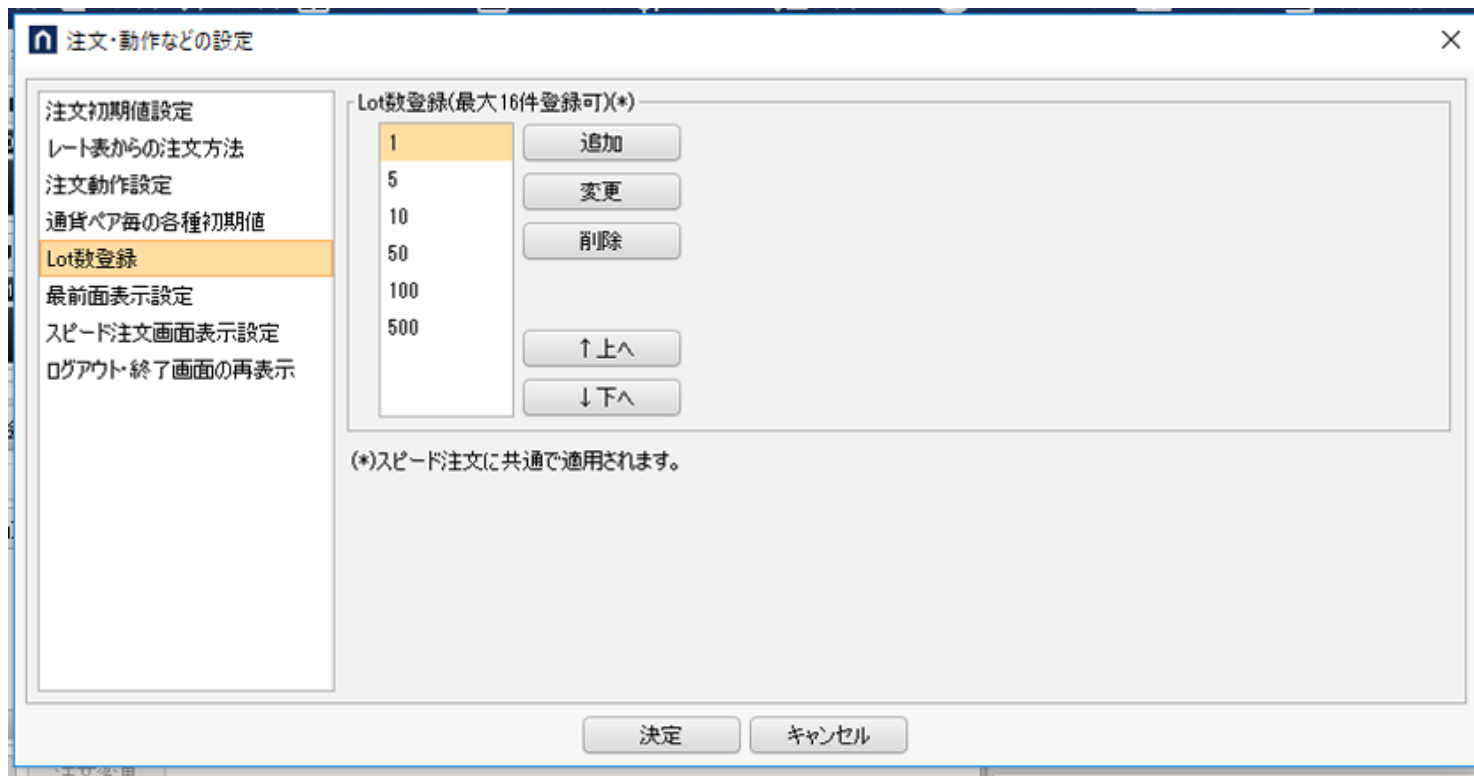 注文・動作などの設定
注文初期値設定
レート表からの注文方法
注文動作設定
通貨ペア毎の各種初期値
Lot数登録
最前面表示設定
スピード注文画面表示設定
ログアウト・終了画面の再表示
Lot数登録(最大16件登録可)(*)
1
5
10
50
100
500
追加
変更
削除
↑上へ
↓下へ
(*)スピード注文に共通で適用されます。
決定
キャンセル